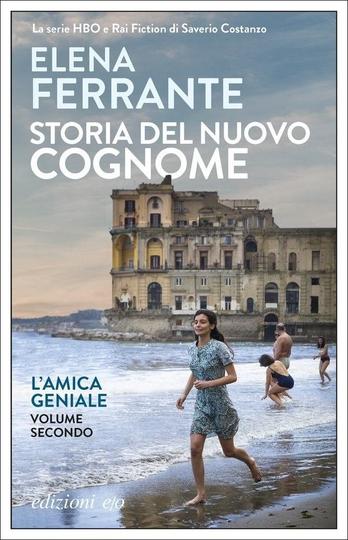 La serie HBO e Rai Fiction di Saverio Costanzo
ELENA
FERRANTE
STORIA DEL NUOVO
COGNOME
L'AMICA
GENIALE
VOLUME
SECONDO
edizioni e/o